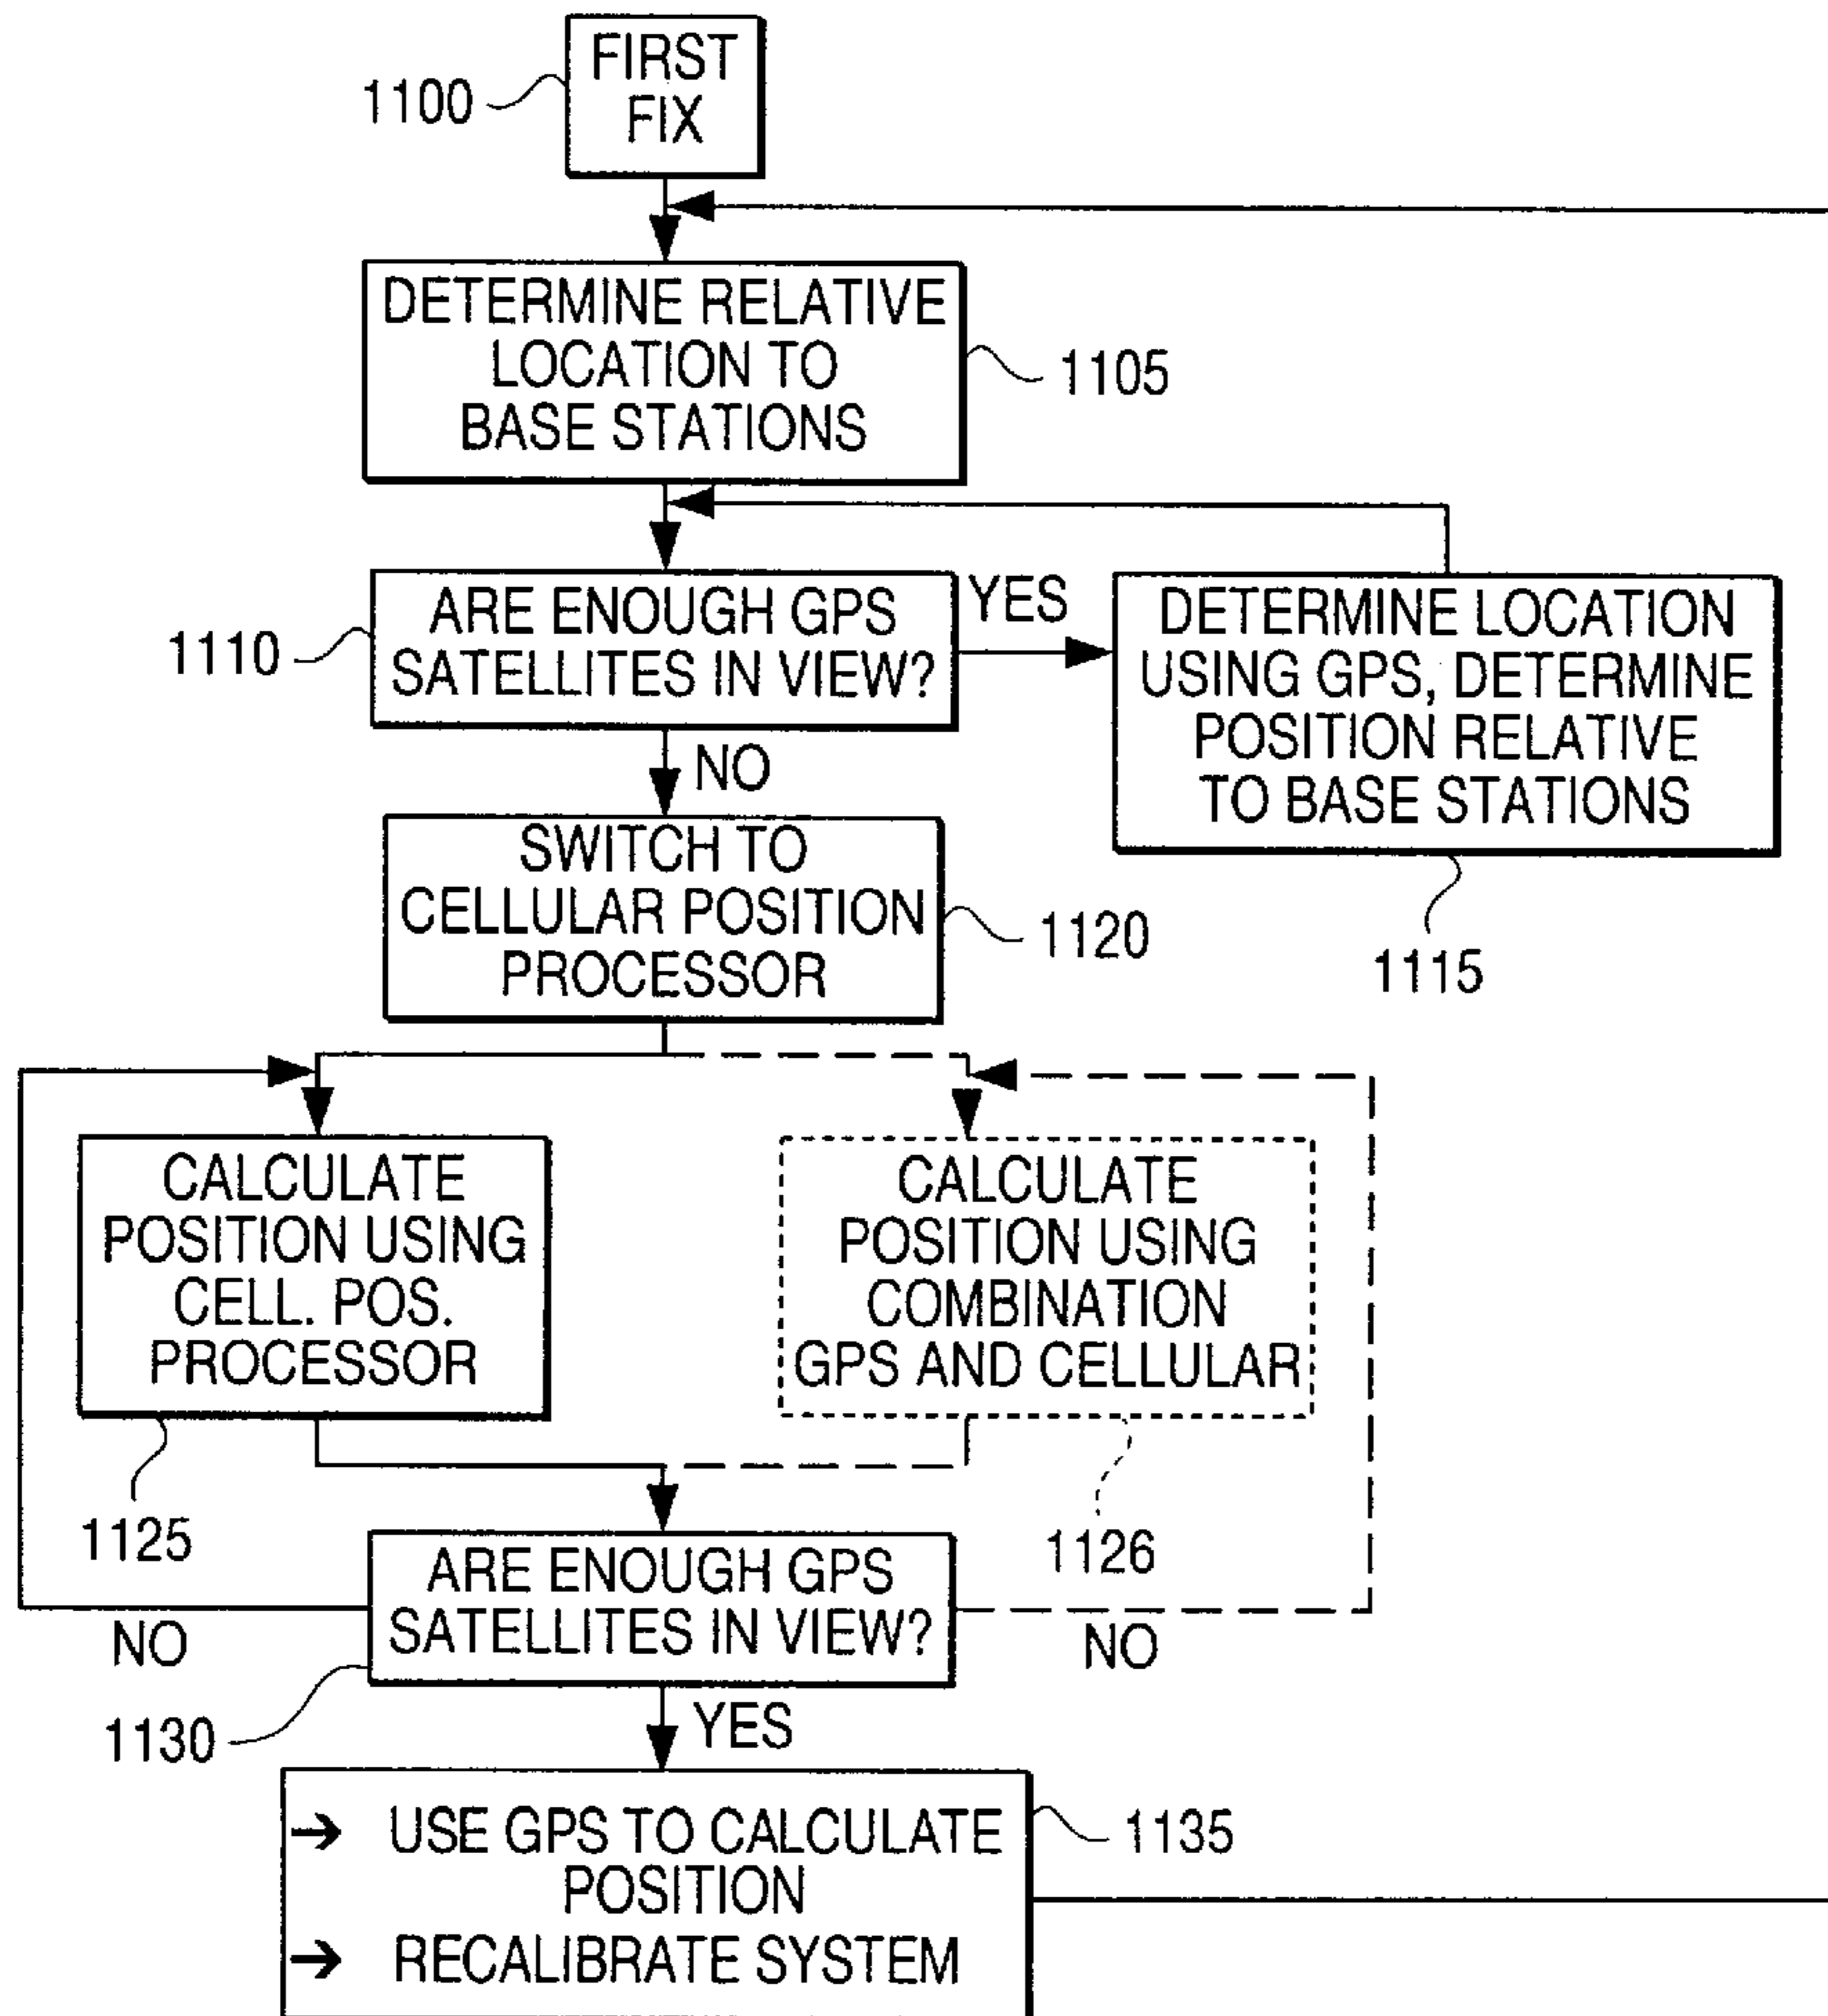 FIRST
FIX
1100
DETERMINE RELATIVE
LOCATION TO
BASE STATIONS
1105
ARE ENOUGH GPS
SATELLITES IN VIEW?
1110
YES
DETERMINE LOCATION
USING GPS, DETERMINE
POSITION RELATIVE
TO BASE STATIONS
1115
NO
SWITCH TO
CELLULAR POSITION
PROCESSOR
1120
CALCULATE
POSITION USING
CELL. POS.
PROCESSOR
1125
CALCULATE
POSITION USING
COMBINATION
GPS AND CELLULAR
1126
ARE ENOUGH GPS
SATELLITES IN VIEW?
NO
NO
1130
YES
→ USE GPS TO CALCULATE
POSITION
→ RECALIBRATE SYSTEM
1135